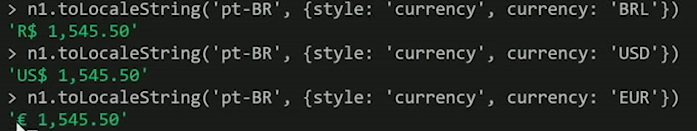 > n1.toLocaleString('pt-BR', {style: 'currency', currency: 'BRL'})
'R$ 1,545.50'
> n1.toLocaleString('pt-BR', {style: 'currency', currency: 'USD'})
'US$ 1,545.50'
> n1.toLocaleString('pt-BR', {style: 'currency', currency: 'EUR'})
'€ 1,545.50'